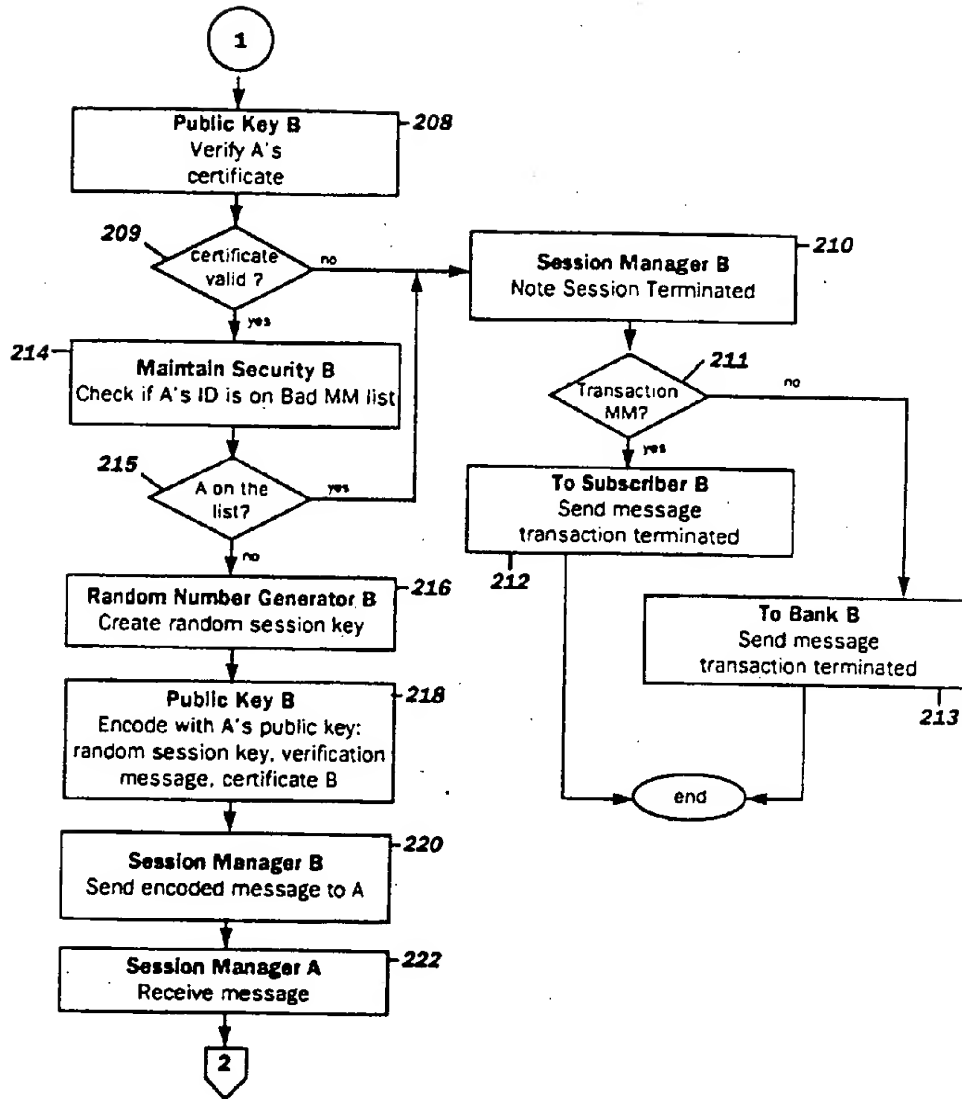 1
Public Key B
Verify A's
certificate
208
209
certificate
valid ?
no
yes
Session Manager B
Note Session Terminated
210
214
Maintain Security B
Check if A's ID is on Bad MM list
Transaction
MM?
211
no
yes
215
A on the
list?
yes
no
To Subscriber B
Send message
transaction terminated
212
Random Number Generator B
Create random session key
216
To Bank B
Send message
transaction terminated
213
Public Key B
Encode with A's public key:
random session key, verification
message, certificate B
218
end
Session Manager B
Send encoded message to A
220
Session Manager A
Receive message
222
2